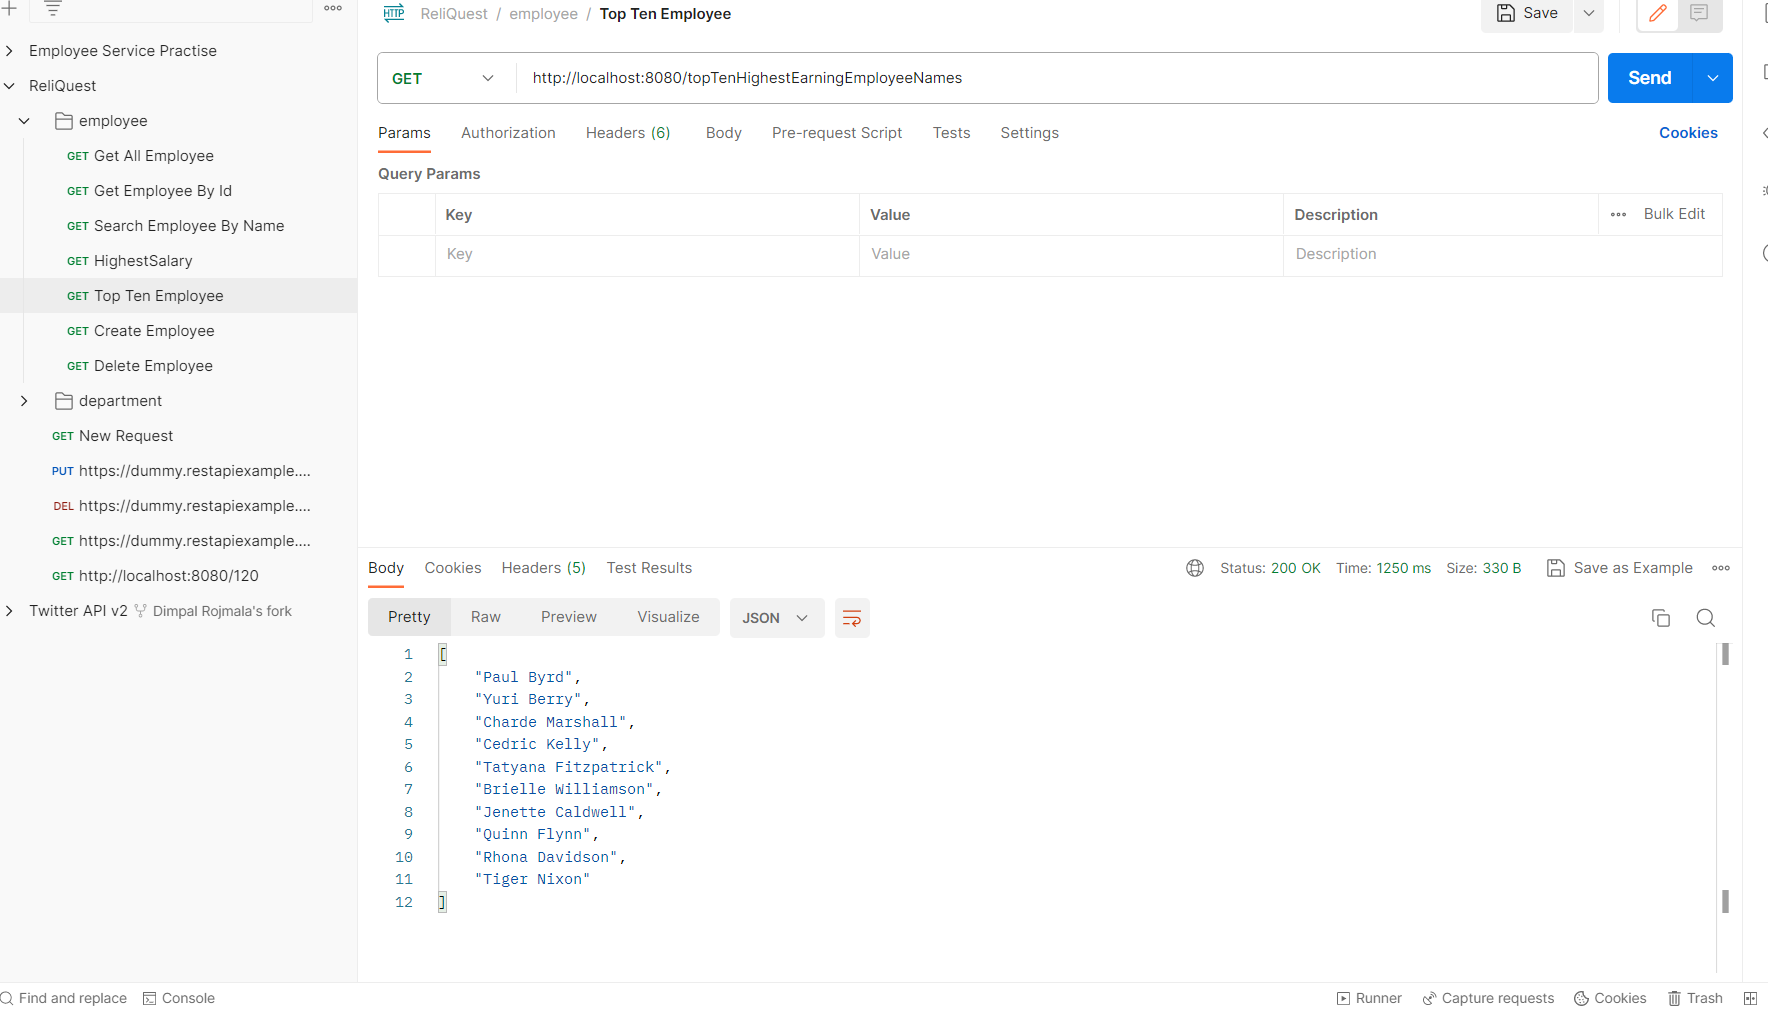 HTTP ReliQuest / employee / Top Ten Employee Save
Employee Service Practise
ReliQuest
employee
GET Get All Employee
GET Get Employee By Id
GET Search Employee By Name
GET HighestSalary
GET Top Ten Employee
GET Create Employee
GET Delete Employee
department
GET New Request
PUT https://dummy.restapiexample....
DEL https://dummy.restapiexample....
GET https://dummy.restapiexample....
GET http://localhost:8080/120
Twitter API v2 Dimpal Rojmala's fork
GET http://localhost:8080/topTenHighestEarningEmployeeNames Send
Params Authorization Headers (6) Body Pre-request Script Tests Settings Cookies
Query Params
Key Value Description Bulk Edit
Key Value Description
Body Cookies Headers (5) Test Results Status: 200 OK Time: 1250 ms Size: 330 B Save as Example
Pretty Raw Preview Visualize JSON
1 [
2 "Paul Byrd",
3 "Yuri Berry",
4 "Charde Marshall",
5 "Cedric Kelly",
6 "Tatyana Fitzpatrick",
7 "Brielle Williamson",
8 "Jenette Caldwell",
9 "Quinn Flynn",
10 "Rhona Davidson",
11 "Tiger Nixon"
12 ]
Find and replace Console Runner Capture requests Cookies Trash